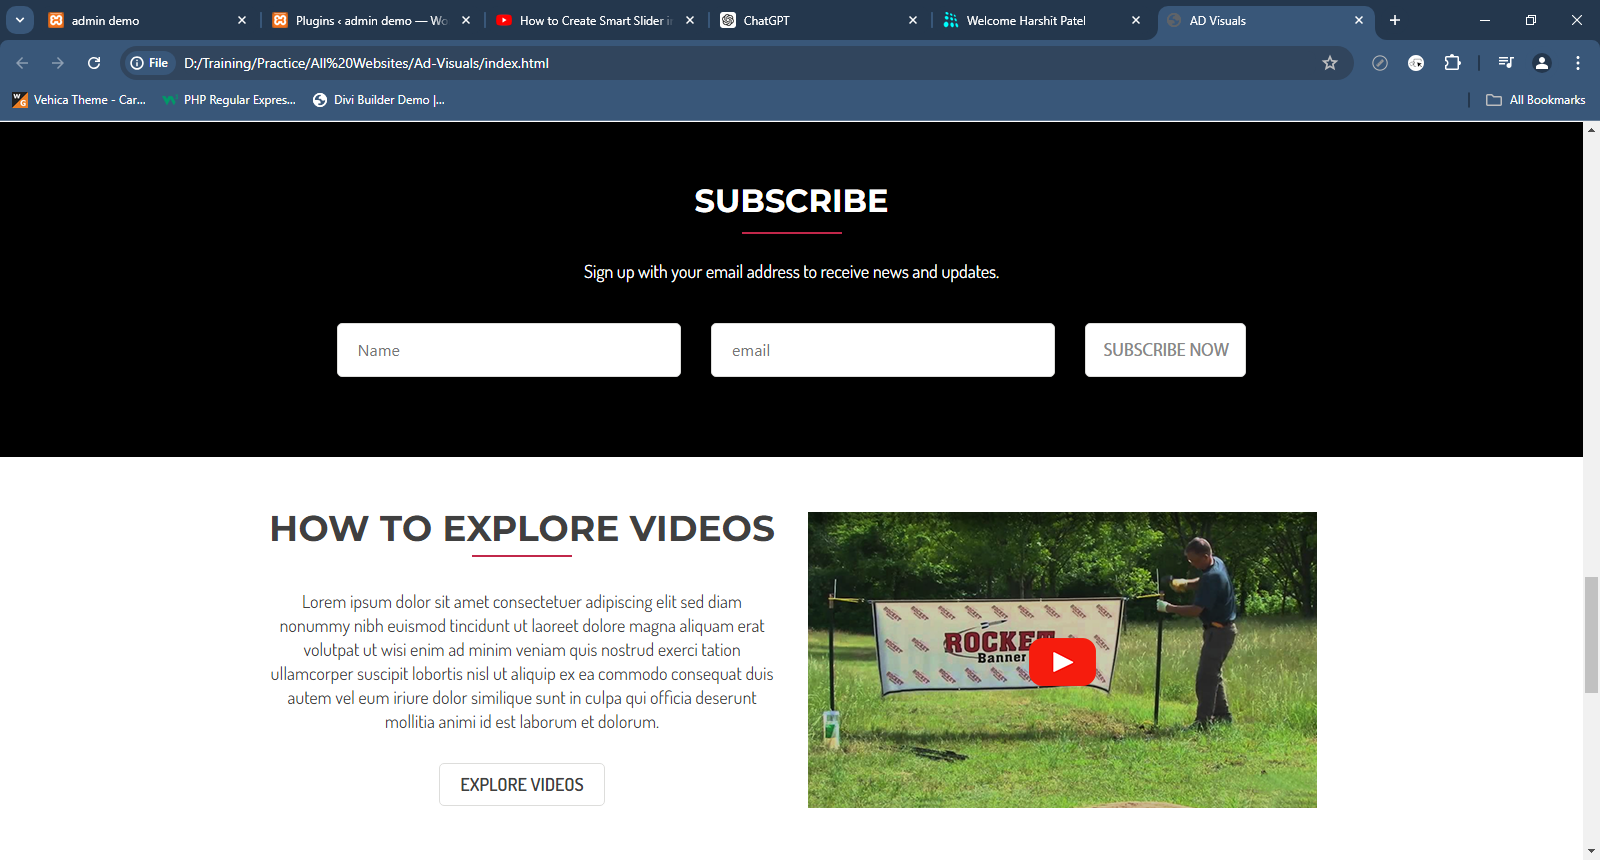 admin demo
Plugins ‹ admin demo — Wo
How to Create Smart Slider in
ChatGPT
Welcome Harshit Patel
AD Visuals
File
D:/Training/Practice/All%20Websites/Ad-Visuals/index.html
Vehica Theme - Car...
PHP Regular Expres...
Divi Builder Demo |...
All Bookmarks
SUBSCRIBE
Sign up with your email address to receive news and updates.
Name
email
SUBSCRIBE NOW
HOW TO EXPLORE VIDEOS
Lorem ipsum dolor sit amet consectetuer adipiscing elit sed diam
nonummy nibh euismod tincidunt ut laoreet dolore magna aliquam erat
volutpat ut wisi enim ad minim veniam quis nostrud exerci tation
ullamcorper suscipit lobortis nisl ut aliquip ex ea commodo consequat duis
autem vel eum iriure dolor similique sunt in culpa qui officia deserunt
mollitia animi id est laborum et dolorum.
EXPLORE VIDEOS
ROCKET
Banner